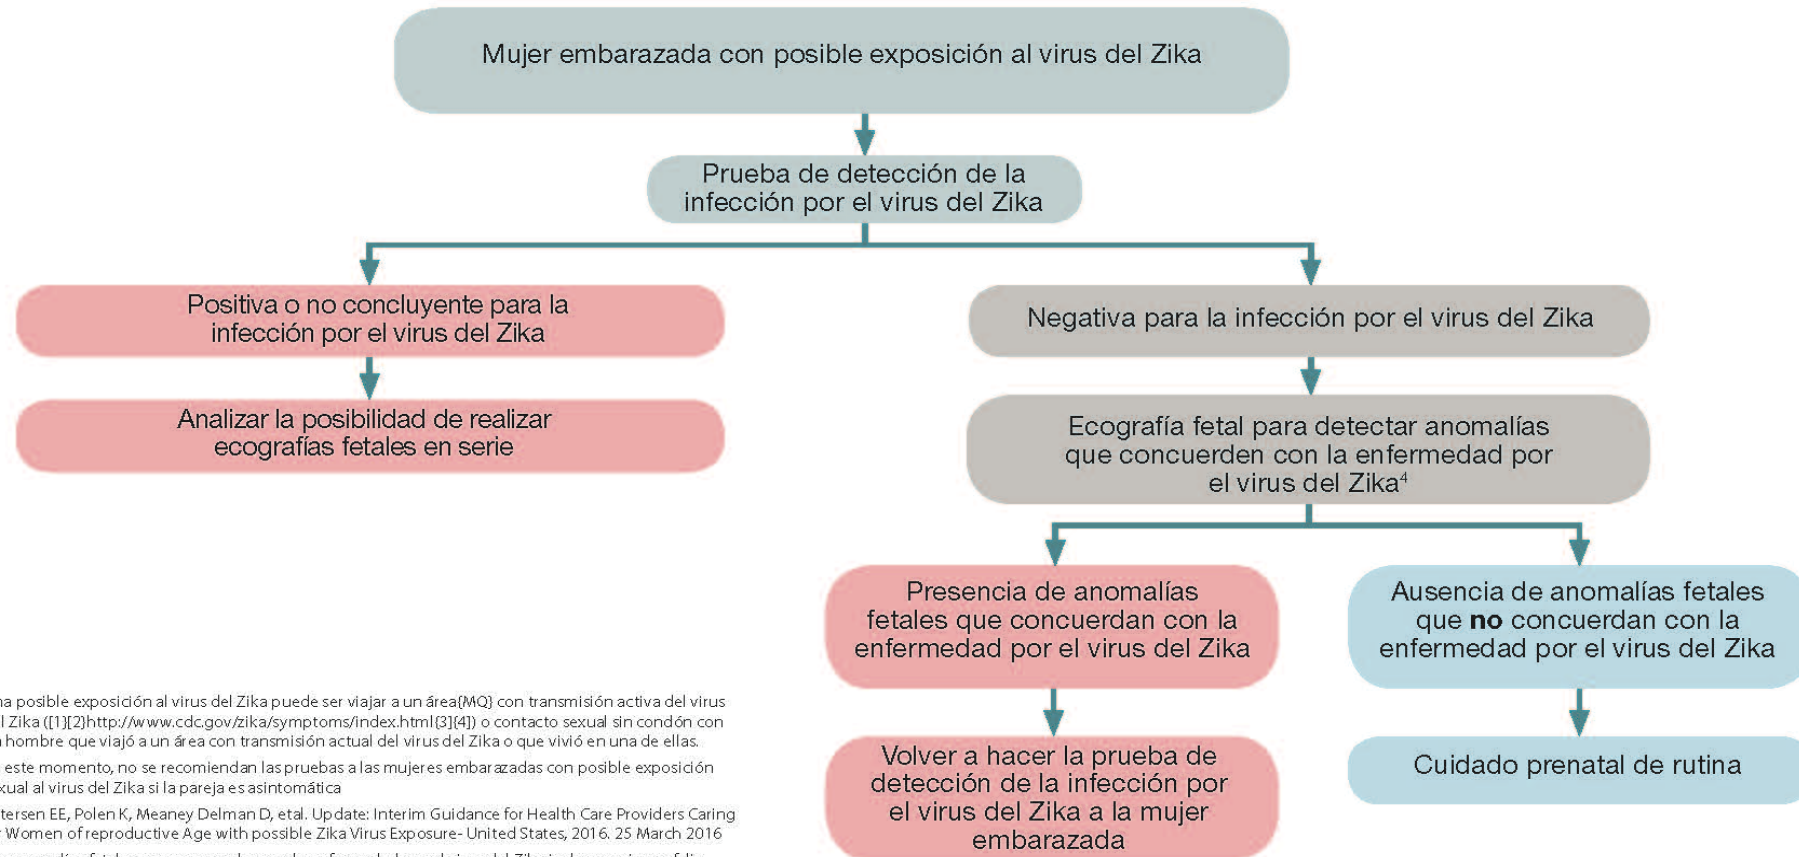 Mujer embarazada con posible exposición al virus del Zika
Prueba de detección de la
infección por el virus del Zika
Positiva o no concluyente para la
infección por el virus del Zika
Analizar la posibilidad de realizar
ecografías fetales en serie
Negativa para la infección por el virus del Zika
Ecografía fetal para detectar anomalías
que concuerden con la enfermedad por
el virus del Zika4
Presencia de anomalías
fetales que concuerdan con la
enfermedad por el virus del Zika
Volver a hacer la prueba de
detección de la infección por
el virus del Zika a la mujer
embarazada
Ausencia de anomalías fetales
que no concuerdan con la
enfermedad por el virus del Zika
Cuidado prenatal de rutina
posible exposición al virus del Zika puede ser viajar a un área{MQ} con transmisión activa del virus
Zika ([1}[2}http://www.cdc.gov/zika/symptoms/index.html{3]{4]) o contacto sexual sin condón con
hombre que viajó a un área con transmisión actual del virus del Zika o que vivió en una de ellas.
este momento, no se recomiendan las pruebas a las mujeres embarazadas con posible exposición
al virus del Zika si la pareja es asintomática
EE, Polen K, Meaney Delman D, etal. Update: Interim Guidance for Health Care Providers Caring
Women of reproductive Age with possible Zika Virus Exposure- United States, 2016. 25 March 2016